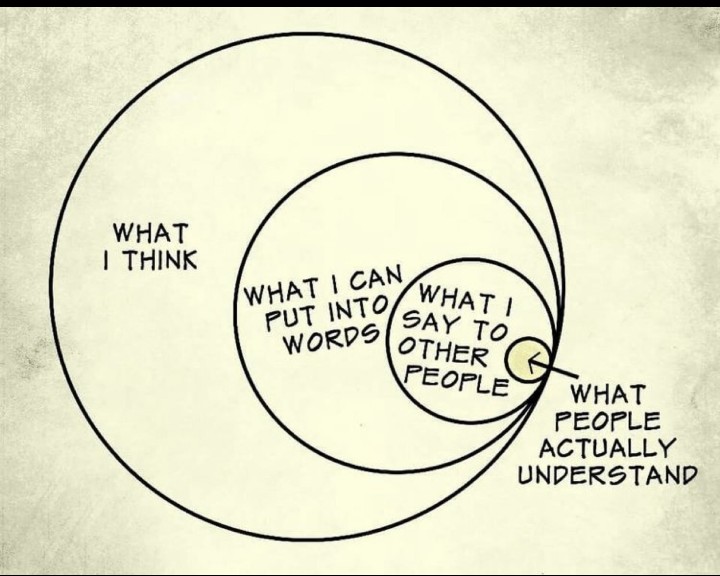 WHAT
I THINK
WHAT I CAN
PUT INTO
WORDS
WHAT I
SAY TO
OTHER
PEOPLE
WHAT
PEOPLE
ACTUALLY
UNDERSTAND